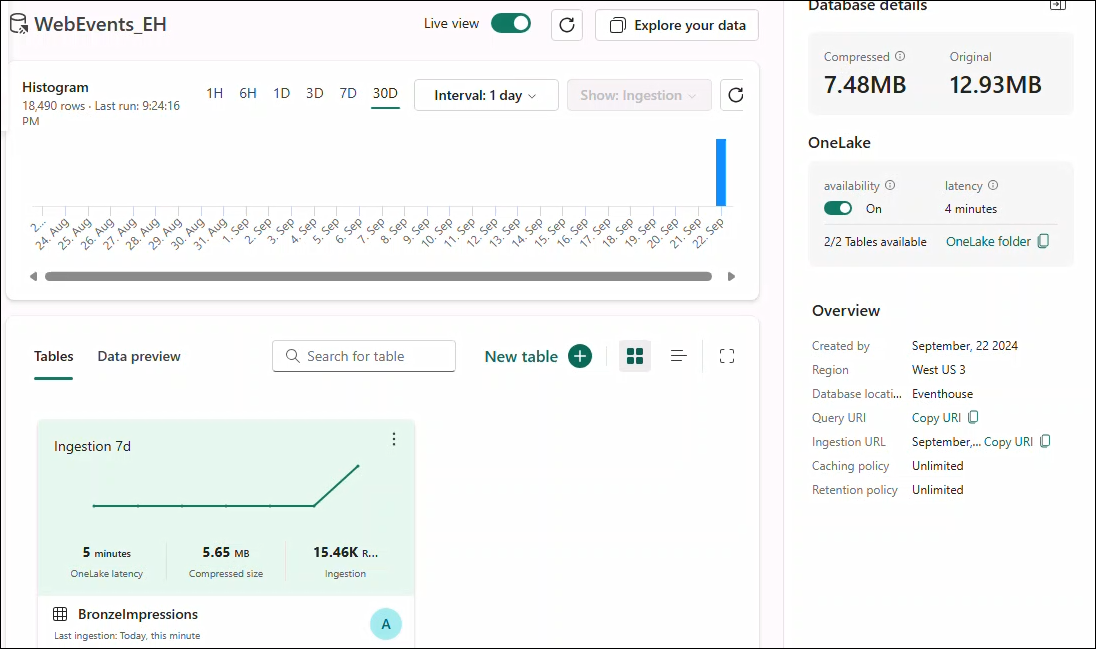 WebEvents_EH
Live view
Explore your data
Histogram
18,490 rows · Last run: 9:24:16
PM
1H 6H 1D 3D 7D 30D
Interval: 1 day
Show: Ingestion
2... 24. Aug 25. Aug 26. Aug 27. Aug 28. Aug 29. Aug 30. Aug 31. Aug 1. Sep 2. Sep 3. Sep 4. Sep 5. Sep 6. Sep 7. Sep 8. Sep 9. Sep 10. Sep 11. Sep 12. Sep 13. Sep 14. Sep 15. Sep 16. Sep 17. Sep 18. Sep 19. Sep 20. Sep 21. Sep 22. Sep
Tables Data preview
Search for table
New table
Ingestion 7d
5 minutes 5.65 MB 15.46K R...
OneLake latency Compressed size Ingestion
BronzeImpressions
A
Last ingestion: Today, this minute
Database details
Compressed Original
7.48MB 12.93MB
OneLake
availability latency
On 4 minutes
2/2 Tables available OneLake folder
Overview
Created by September, 22 2024
Region West US 3
Database locati... Eventhouse
Query URI Copy URI
Ingestion URL September,... Copy URI
Caching policy Unlimited
Retention policy Unlimited